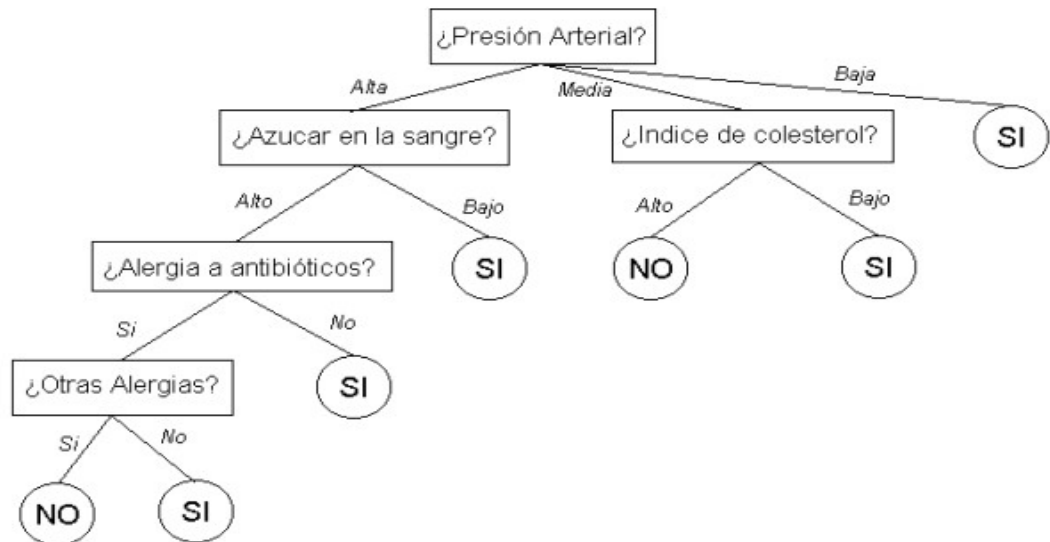 ¿Presión Arterial?
Alta
Media
Baja
¿Azucar en la sangre?
¿Indice de colesterol?
SI
Alto
Bajo
Alto
Bajo
¿Alergia a antibióticos?
SI
NO
SI
Si
No
¿Otras Alergias?
SI
Si
No
NO
SI